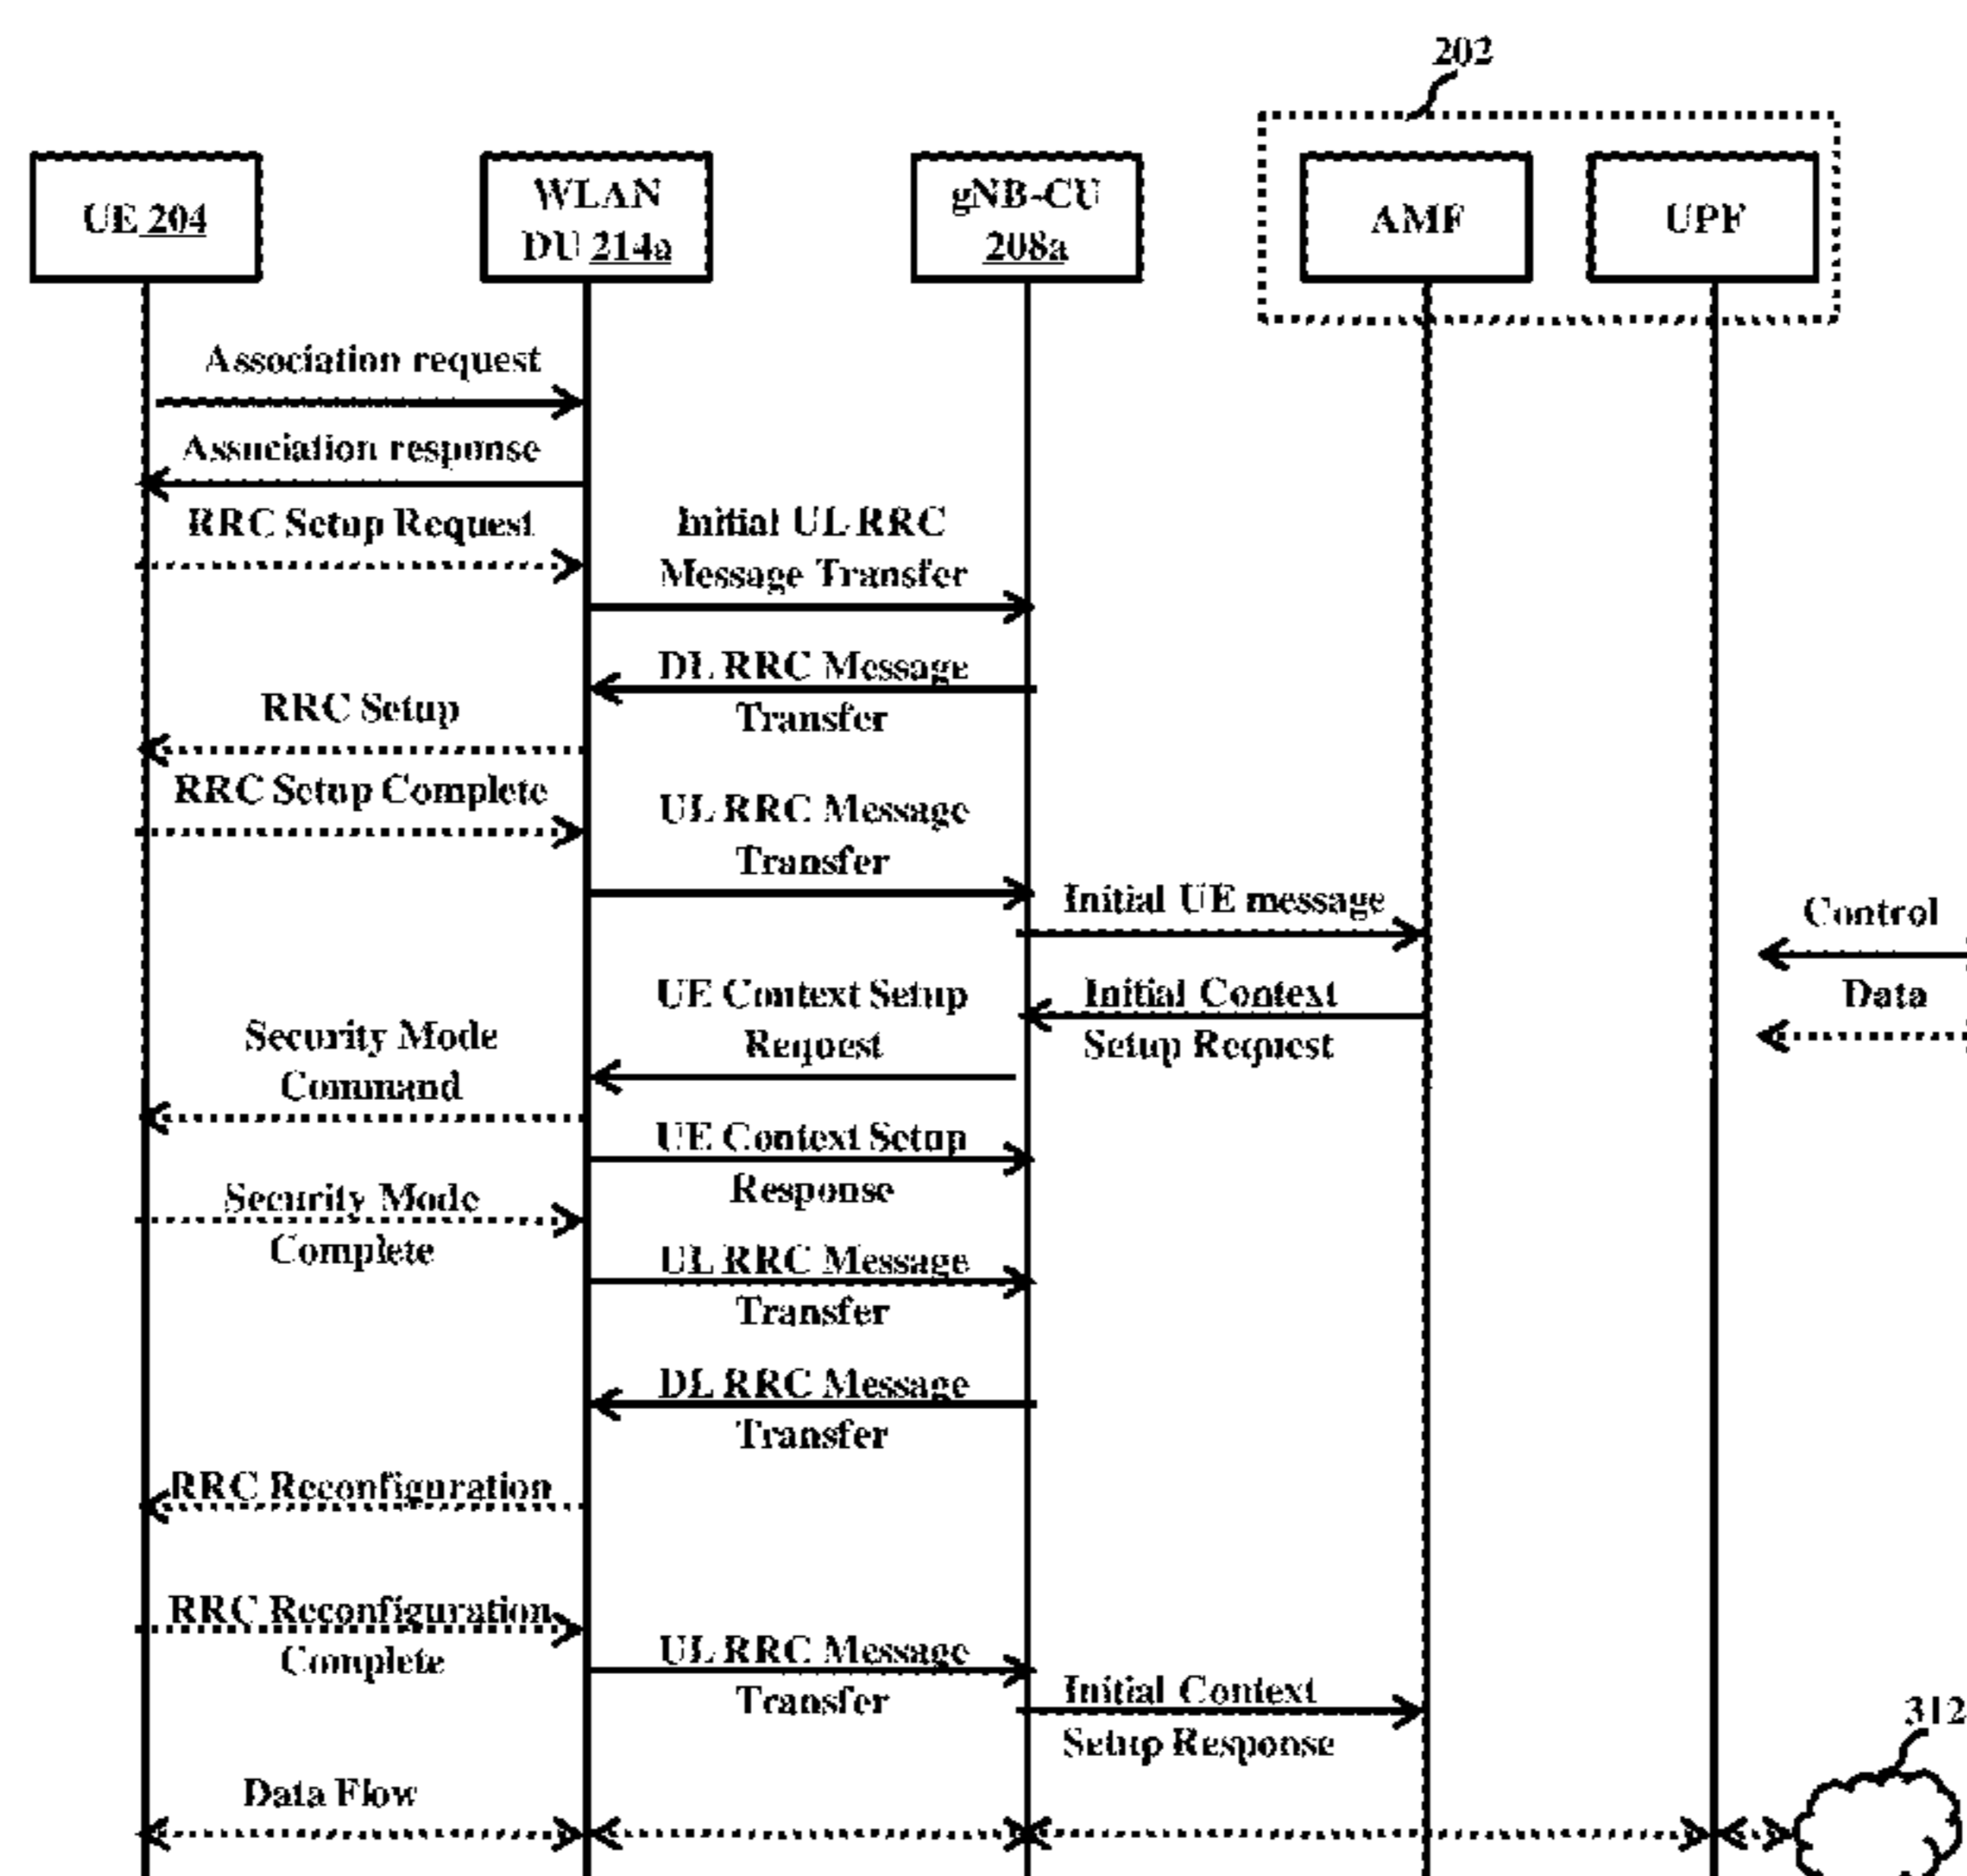 202
UE 204
WLAN
DU 214a
gNB-CU
208a
AMF
UPF
Association request
Association response
RRC Setup Request
Initial UL RRC
Message Transfer
DL RRC Message
Transfer
RRC Setup
RRC Setup Complete
UL RRC Message
Transfer
Initial UE message
Control
Data
UE Context Setup
Request
Initial Context
Setup Request
Security Mode
Command
UE Context Setup
Response
Security Mode
Complete
UL RRC Message
Transfer
DL RRC Message
Transfer
RRC Reconfiguration
RRC Reconfiguration
Complete
UL RRC Message
Transfer
Initial Context
Setup Response
312
Data Flow